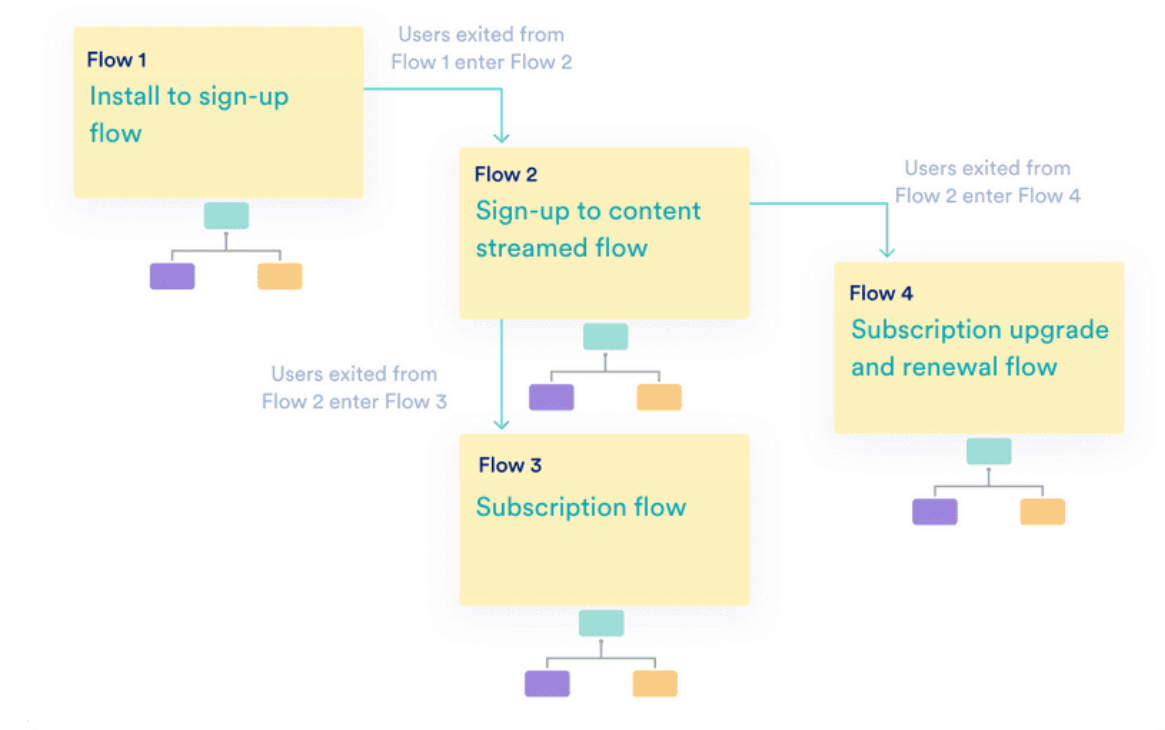 Users exited from
Flow 1 enter Flow 2
Flow 1
Install to sign-up
flow
Flow 2
Sign-up to content
streamed flow
Users exited from
Flow 2 enter Flow 4
Flow 4
Subscription upgrade
and renewal flow
Users exited from
Flow 2 enter Flow 3
Flow 3
Subscription flow